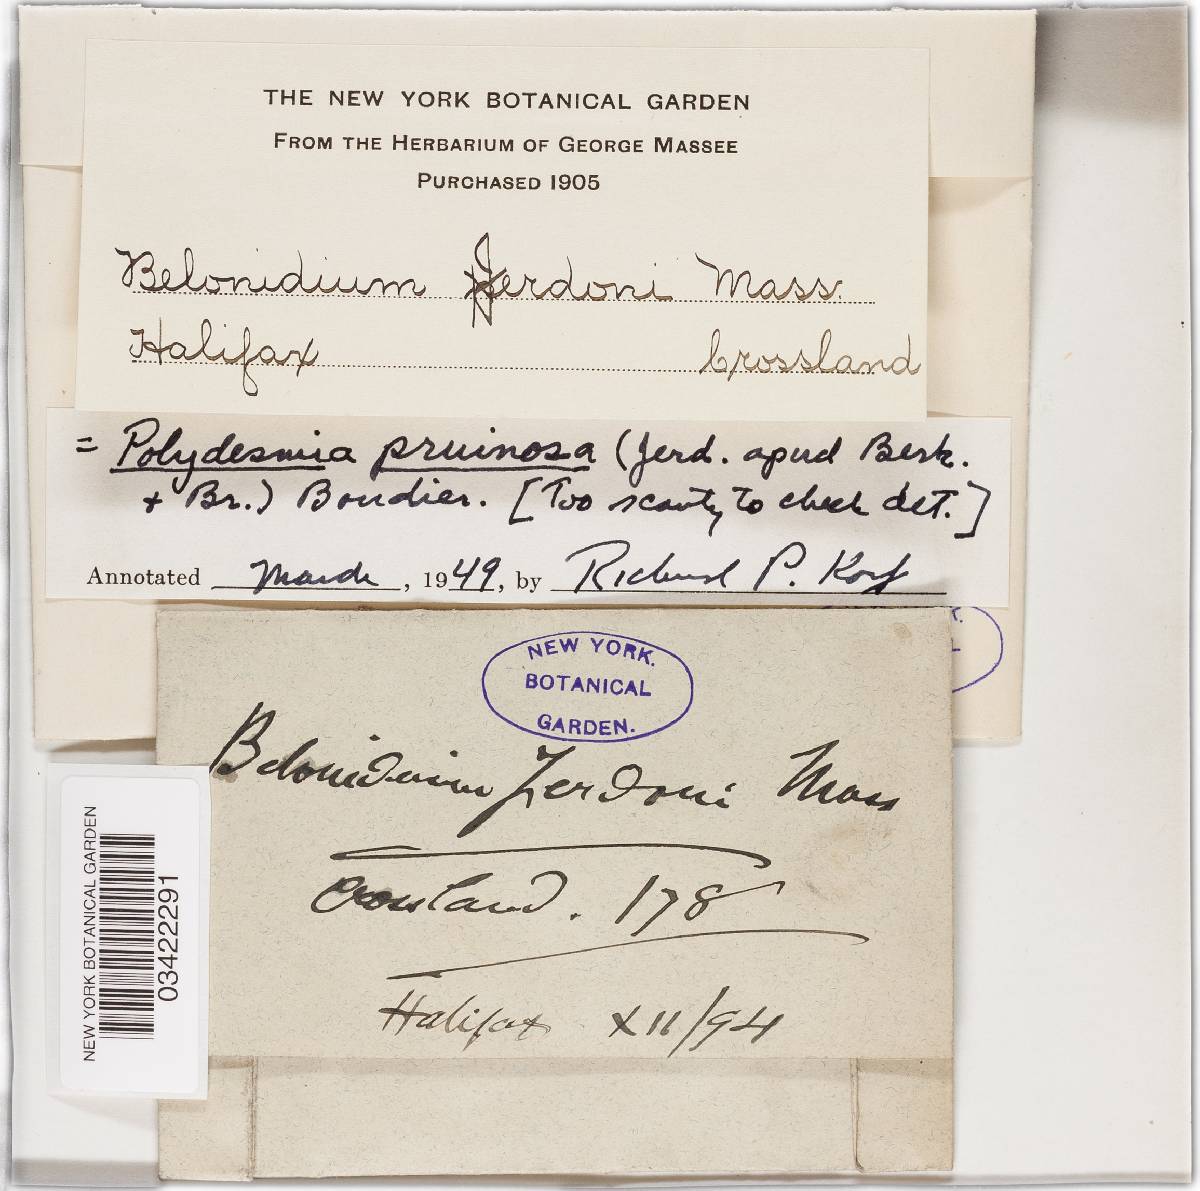 THE NEW YORK BOTANICAL GARDEN
FROM THE HERBARIUM OF GEORGE MASSEE
PURCHASED 1905
Belonidium Jerdoni Mass.
Halifax Crossland
= Polydesmia pruinosa (Jerd. apud Berk.
+ Br.) Boudier. [Too scanty to check det.]
Annotated March, 1949, by Richard P. Korf
NEW YORK.
BOTANICAL
GARDEN.
Belonidium Jerdoni Mass
Crossland. 178
Halifax XII/94
NEW YORK BOTANICAL GARDEN
03422291